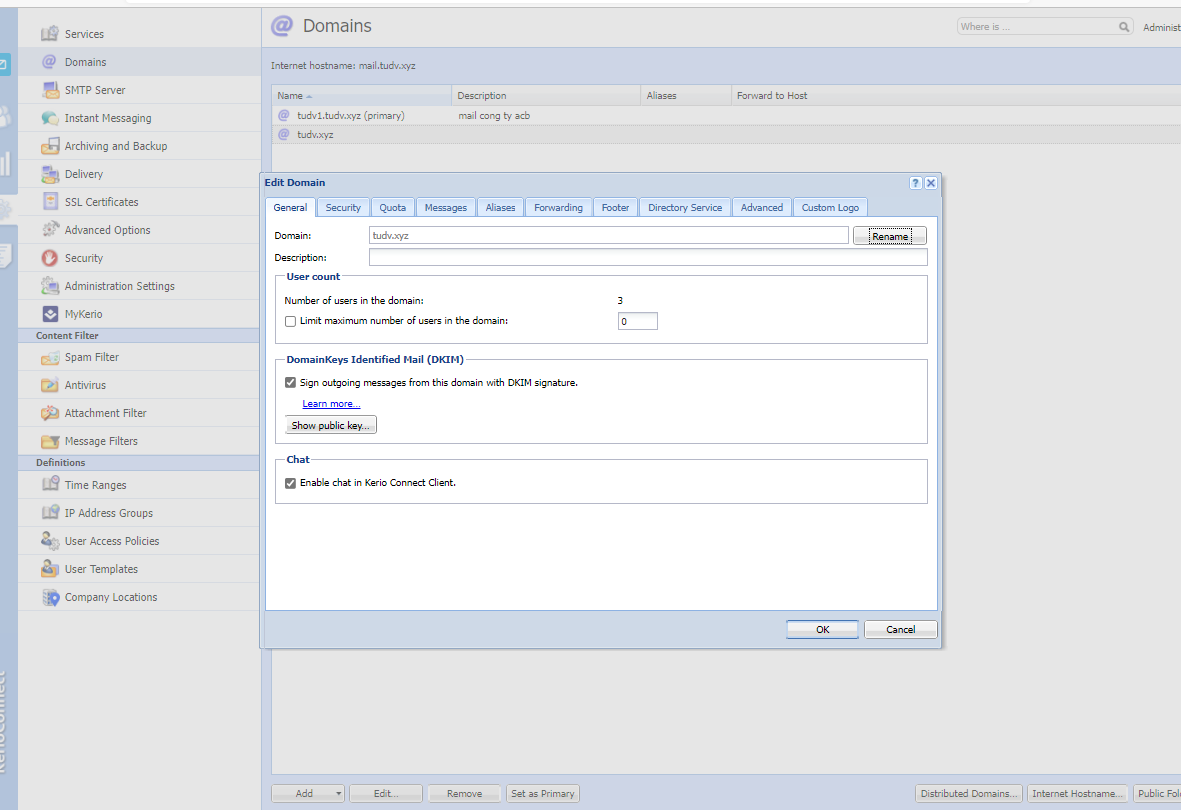 Services
Domains
SMTP Server
Instant Messaging
Archiving and Backup
Delivery
SSL Certificates
Advanced Options
Security
Administration Settings
MyKerio
Content Filter
Spam Filter
Antivirus
Attachment Filter
Message Filters
Definitions
Time Ranges
IP Address Groups
User Access Policies
User Templates
Company Locations
Domains
Where is ...
Administ
Internet hostname: mail.tudv.xyz
Name Description Aliases Forward to Host
tudv1.tudv.xyz (primary) mail cong ty acb
tudv.xyz
Edit Domain
General Security Quota Messages Aliases Forwarding Footer Directory Service Advanced Custom Logo
Domain: tudv.xyz Rename
Description:
User count
Number of users in the domain: 3
Limit maximum number of users in the domain: 0
DomainKeys Identified Mail (DKIM)
Sign outgoing messages from this domain with DKIM signature.
Learn more...
Show public key...
Chat
Enable chat in Kerio Connect Client.
OK Cancel
Add Edit... Remove Set as Primary Distributed Domains... Internet Hostname... Public Fol